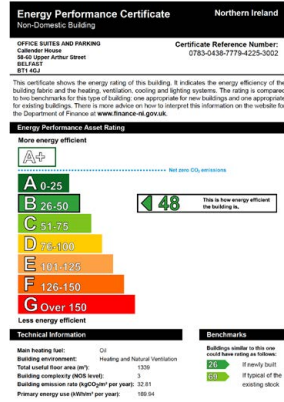 Energy Performance Certificate
Northern Ireland
Non-Domestic Building
OFFICE SUITES AND PARKING
Callender House
58-60 Upper Arthur Street
BELFAST
BT1 4GJ
Certificate Reference Number:
0783-0438-7779-4225-3002
This certificate shows the energy rating of this building. It indicates the energy efficiency of the
building fabric and the heating, ventilation, cooling and lighting systems. The rating is compared
to two benchmarks for this type of building: one appropriate for new buildings and one appropriate
for existing buildings. There is more advice on how to interpret this information on the website for
the Department of Finance at www.finance-ni.gov.uk.
Energy Performance Asset Rating
More energy efficient
A+
Net zero CO2 emissions
A 0-25
B 26-50
48
This is how energy efficient
the building is.
C 51-75
D 76-100
E 101-125
F 126-150
G Over 150
Less energy efficient
Technical Information
Main heating fuel: Oil
Building environment: Heating and Natural Ventilation
Total useful floor area (m²): 1339
Building complexity (NOS level): 3
Building emission rate (kgCO2/m² per year): 32.81
Primary energy use (kWh/m² per year): 189.94
Benchmarks
Buildings similar to this one
could have rating as follows:
26 If newly built
If typical of the
existing stock